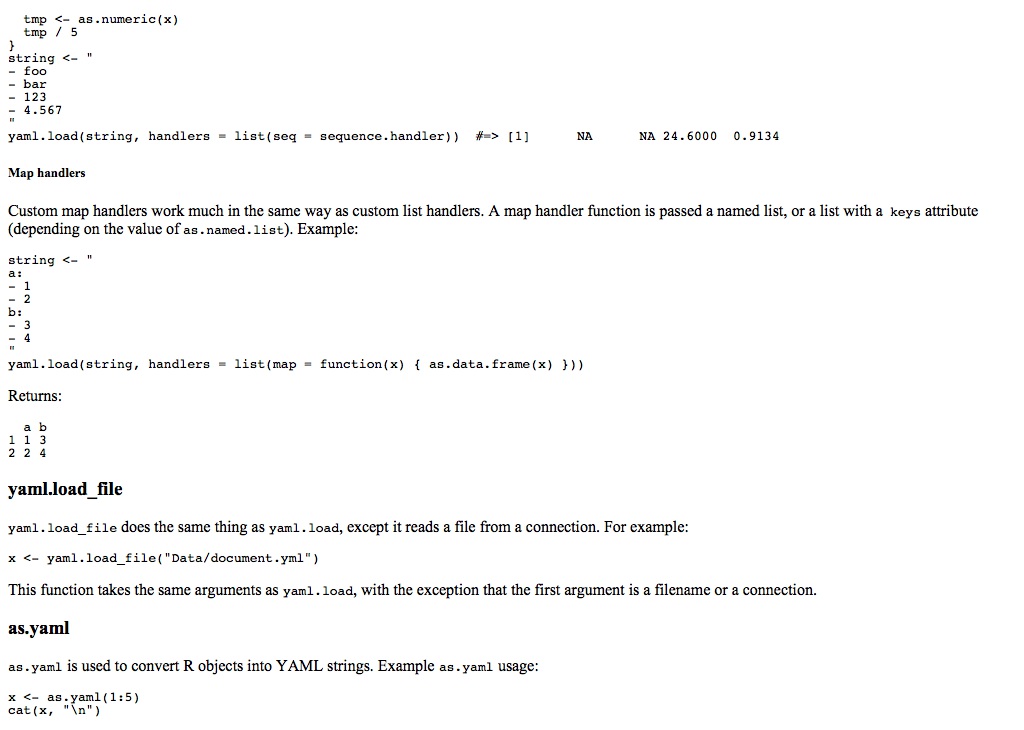 tmp <- as.numeric(x)
  tmp / 5
}
string <- "
- foo
- bar
- 123
- 4.567
"
yaml.load(string, handlers = list(seq = sequence.handler))  #=> [1]      NA      NA 24.6000  0.9134
Map handlers
Custom map handlers work much in the same way as custom list handlers. A map handler function is passed a named list, or a list with a keys attribute
(depending on the value of as.named.list). Example:
string <- "
a:
- 1
- 2
b:
- 3
- 4
"
yaml.load(string, handlers = list(map = function(x) { as.data.frame(x) }))
Returns:
  a b
1 1 3
2 2 4
yaml.load_file
yaml.load_file does the same thing as yaml.load, except it reads a file from a connection. For example:
x <- yaml.load_file("Data/document.yml")
This function takes the same arguments as yaml.load, with the exception that the first argument is a filename or a connection.
as.yaml
as.yaml is used to convert R objects into YAML strings. Example as.yaml usage:
x <- as.yaml(1:5)
cat(x, "\n")